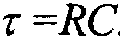 τ = RC.